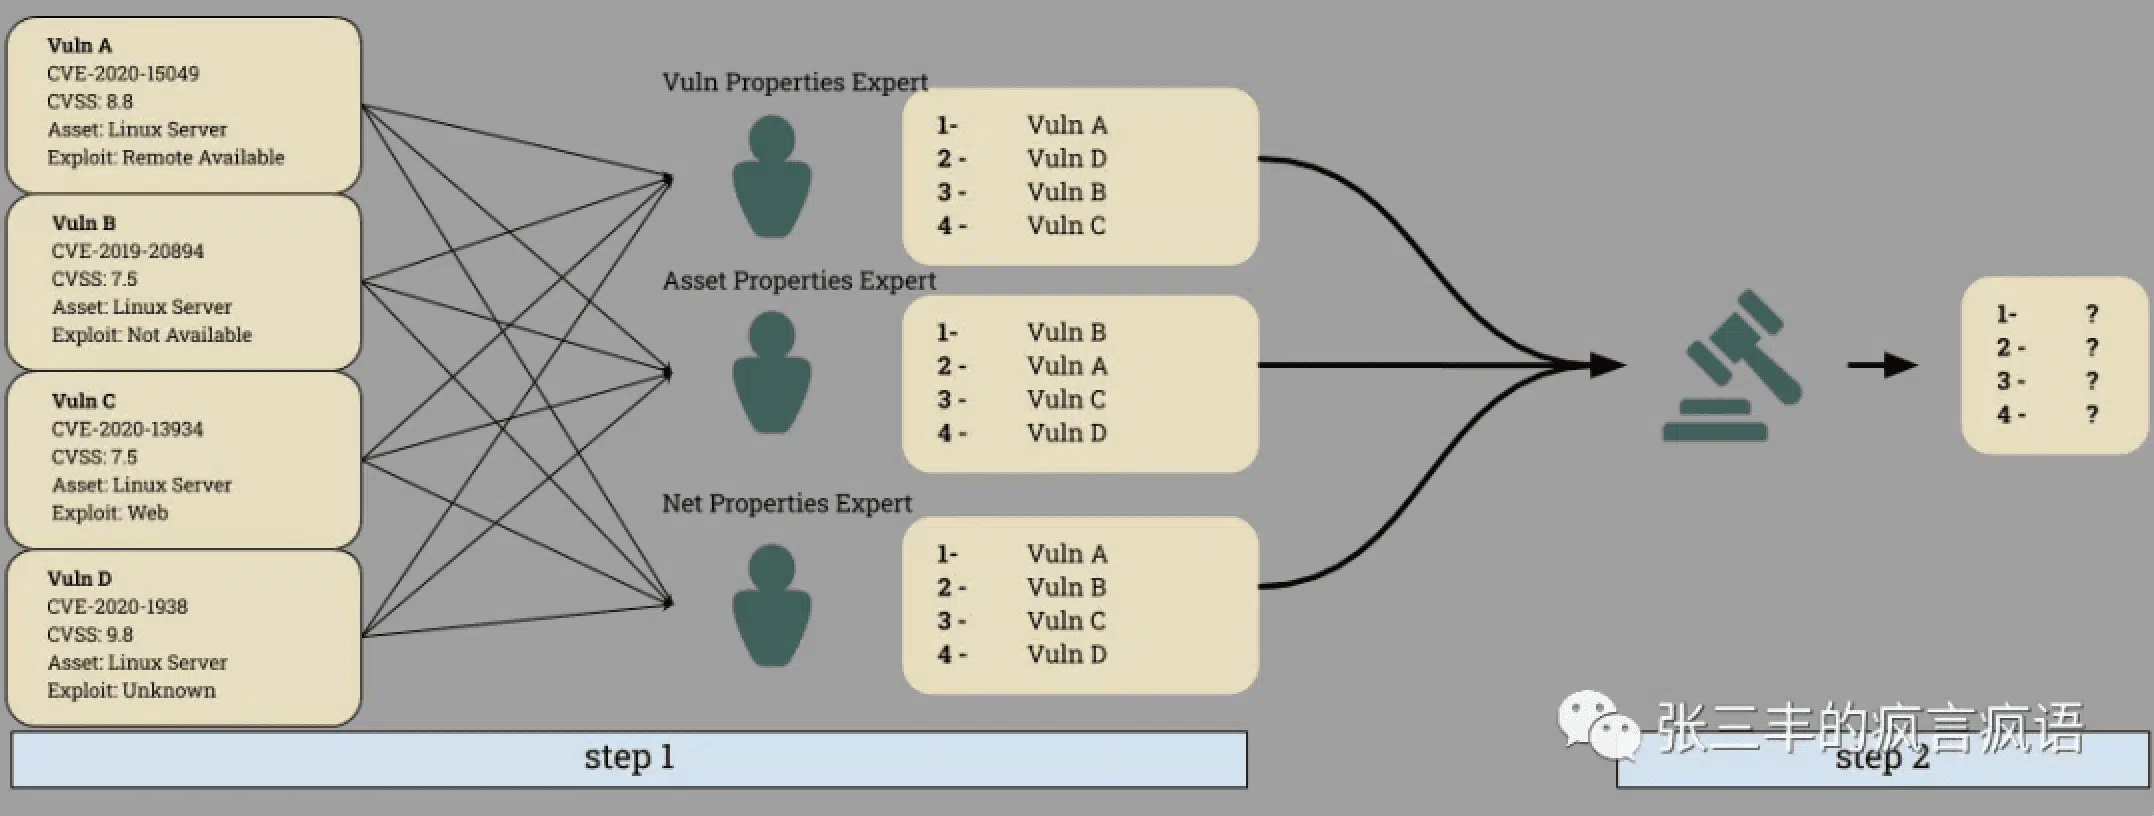 Vuln A
CVE-2020-15049
CVSS: 8.8
Asset: Linux Server
Exploit: Remote Available
Vuln B
CVE-2019-20894
CVSS: 7.5
Asset: Linux Server
Exploit: Not Available
Vuln C
CVE-2020-13934
CVSS: 7.5
Asset: Linux Server
Exploit: Web
Vuln D
CVE-2020-1938
CVSS: 9.8
Asset: Linux Server
Exploit: Unknown
Vuln Properties Expert
1- Vuln A
2 - Vuln D
3 - Vuln B
4 - Vuln C
Asset Properties Expert
1- Vuln B
2 - Vuln A
3 - Vuln C
4 - Vuln D
Net Properties Expert
1- Vuln A
2 - Vuln B
3 - Vuln C
4 - Vuln D
1- ?
2 - ?
3 - ?
4 - ?
step 1
张三丰的疯言疯语
step 2